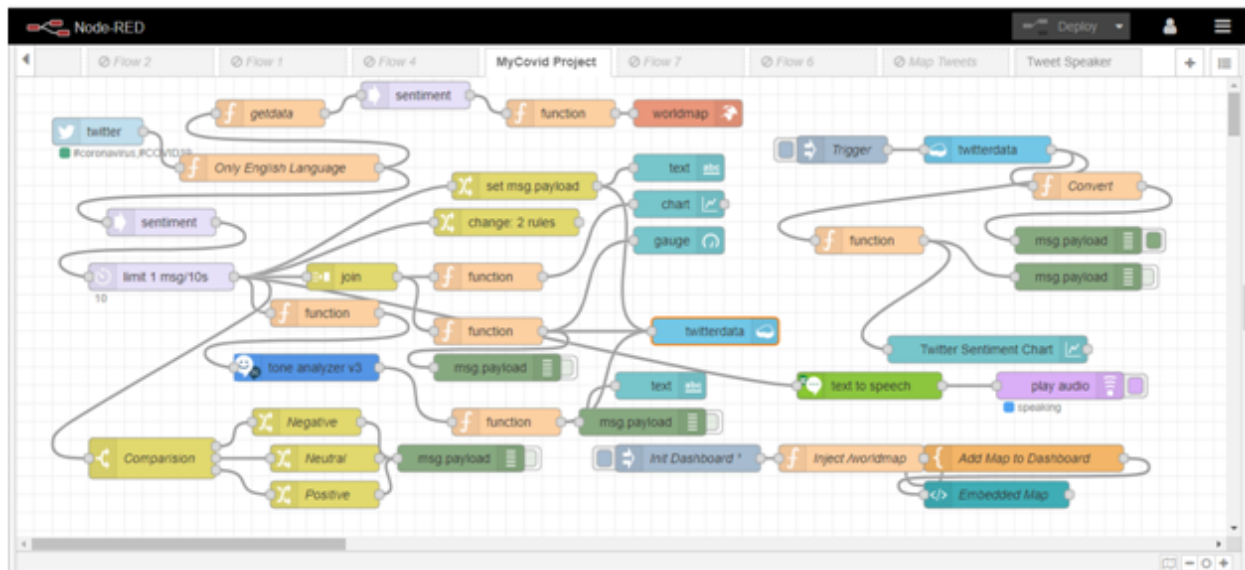 Node-RED
Deploy
Flow 2
Flow 1
Flow 4
MyCovid Project
Flow 7
Flow 6
Map Tweets
Tweet Speaker
sentiment
getdata
function
worldmap
twitter
#coronavirus,#COVID19
Only English Language
Trigger
twitterdata
text
abc
set msg.payload
Convert
chart
sentiment
change: 2 rules
gauge
function
msg.payload
limit 1 msg/10s
10
join
function
msg.payload
function
function
twitterdata
Twitter Sentiment Chart
tone analyzer v3
msg.payload
text
abc
text to speech
play audio
speaking
Negative
function
msg.payload
Comparision
Neutral
msg.payload
Init Dashboard
Inject /worldmap
Add Map to Dashboard
Positive
Embedded Map